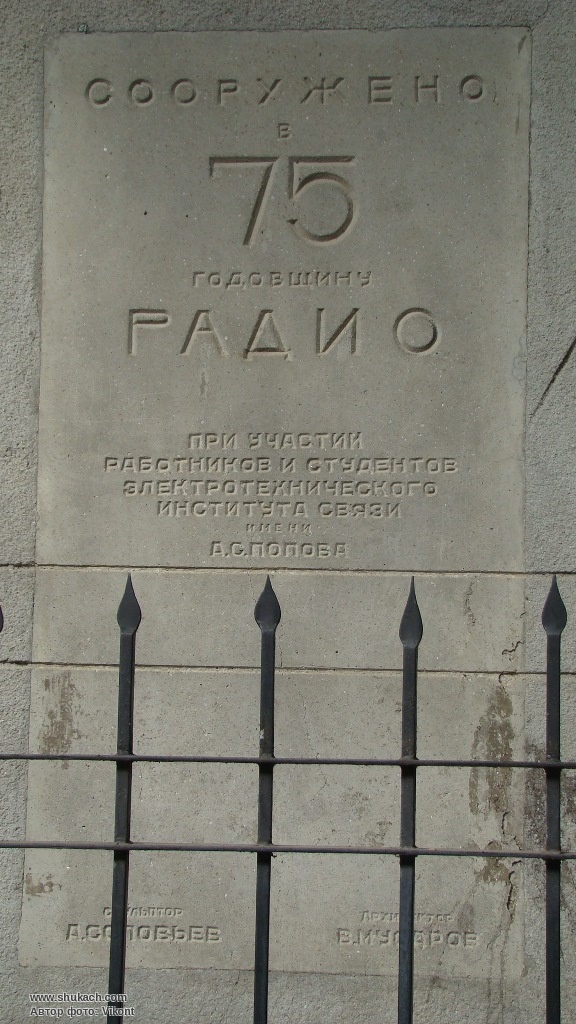 СООРУЖЕНО
В
75
ГОДОВЩИНУ
РАДИО
ПРИ УЧАСТИИ
РАБОТНИКОВ И СТУДЕНТОВ
ЭЛЕКТРОТЕХНИЧЕСКОГО
ИНСТИТУТА СВЯЗИ
ИМЕНИ
А.С.ПОПОВА
СКУЛЬПТОР
А.СОЛОВЬЕВ
АРХИТЕКТОР
www.shukach.com
Автор фото: Vikont